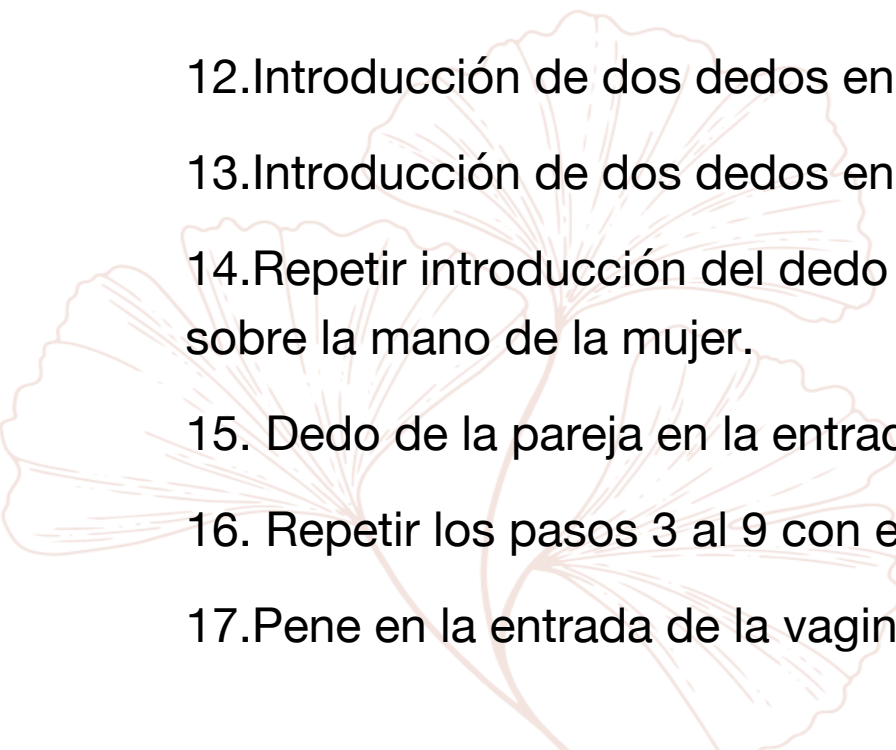 12.Introducción de dos dedos en
13.Introducción de dos dedos en
14.Repetir introducción del dedo
sobre la mano de la mujer.
15. Dedo de la pareja en la
16. Repetir los pasos 3 al 9 con
17.Pene en la entrada de la